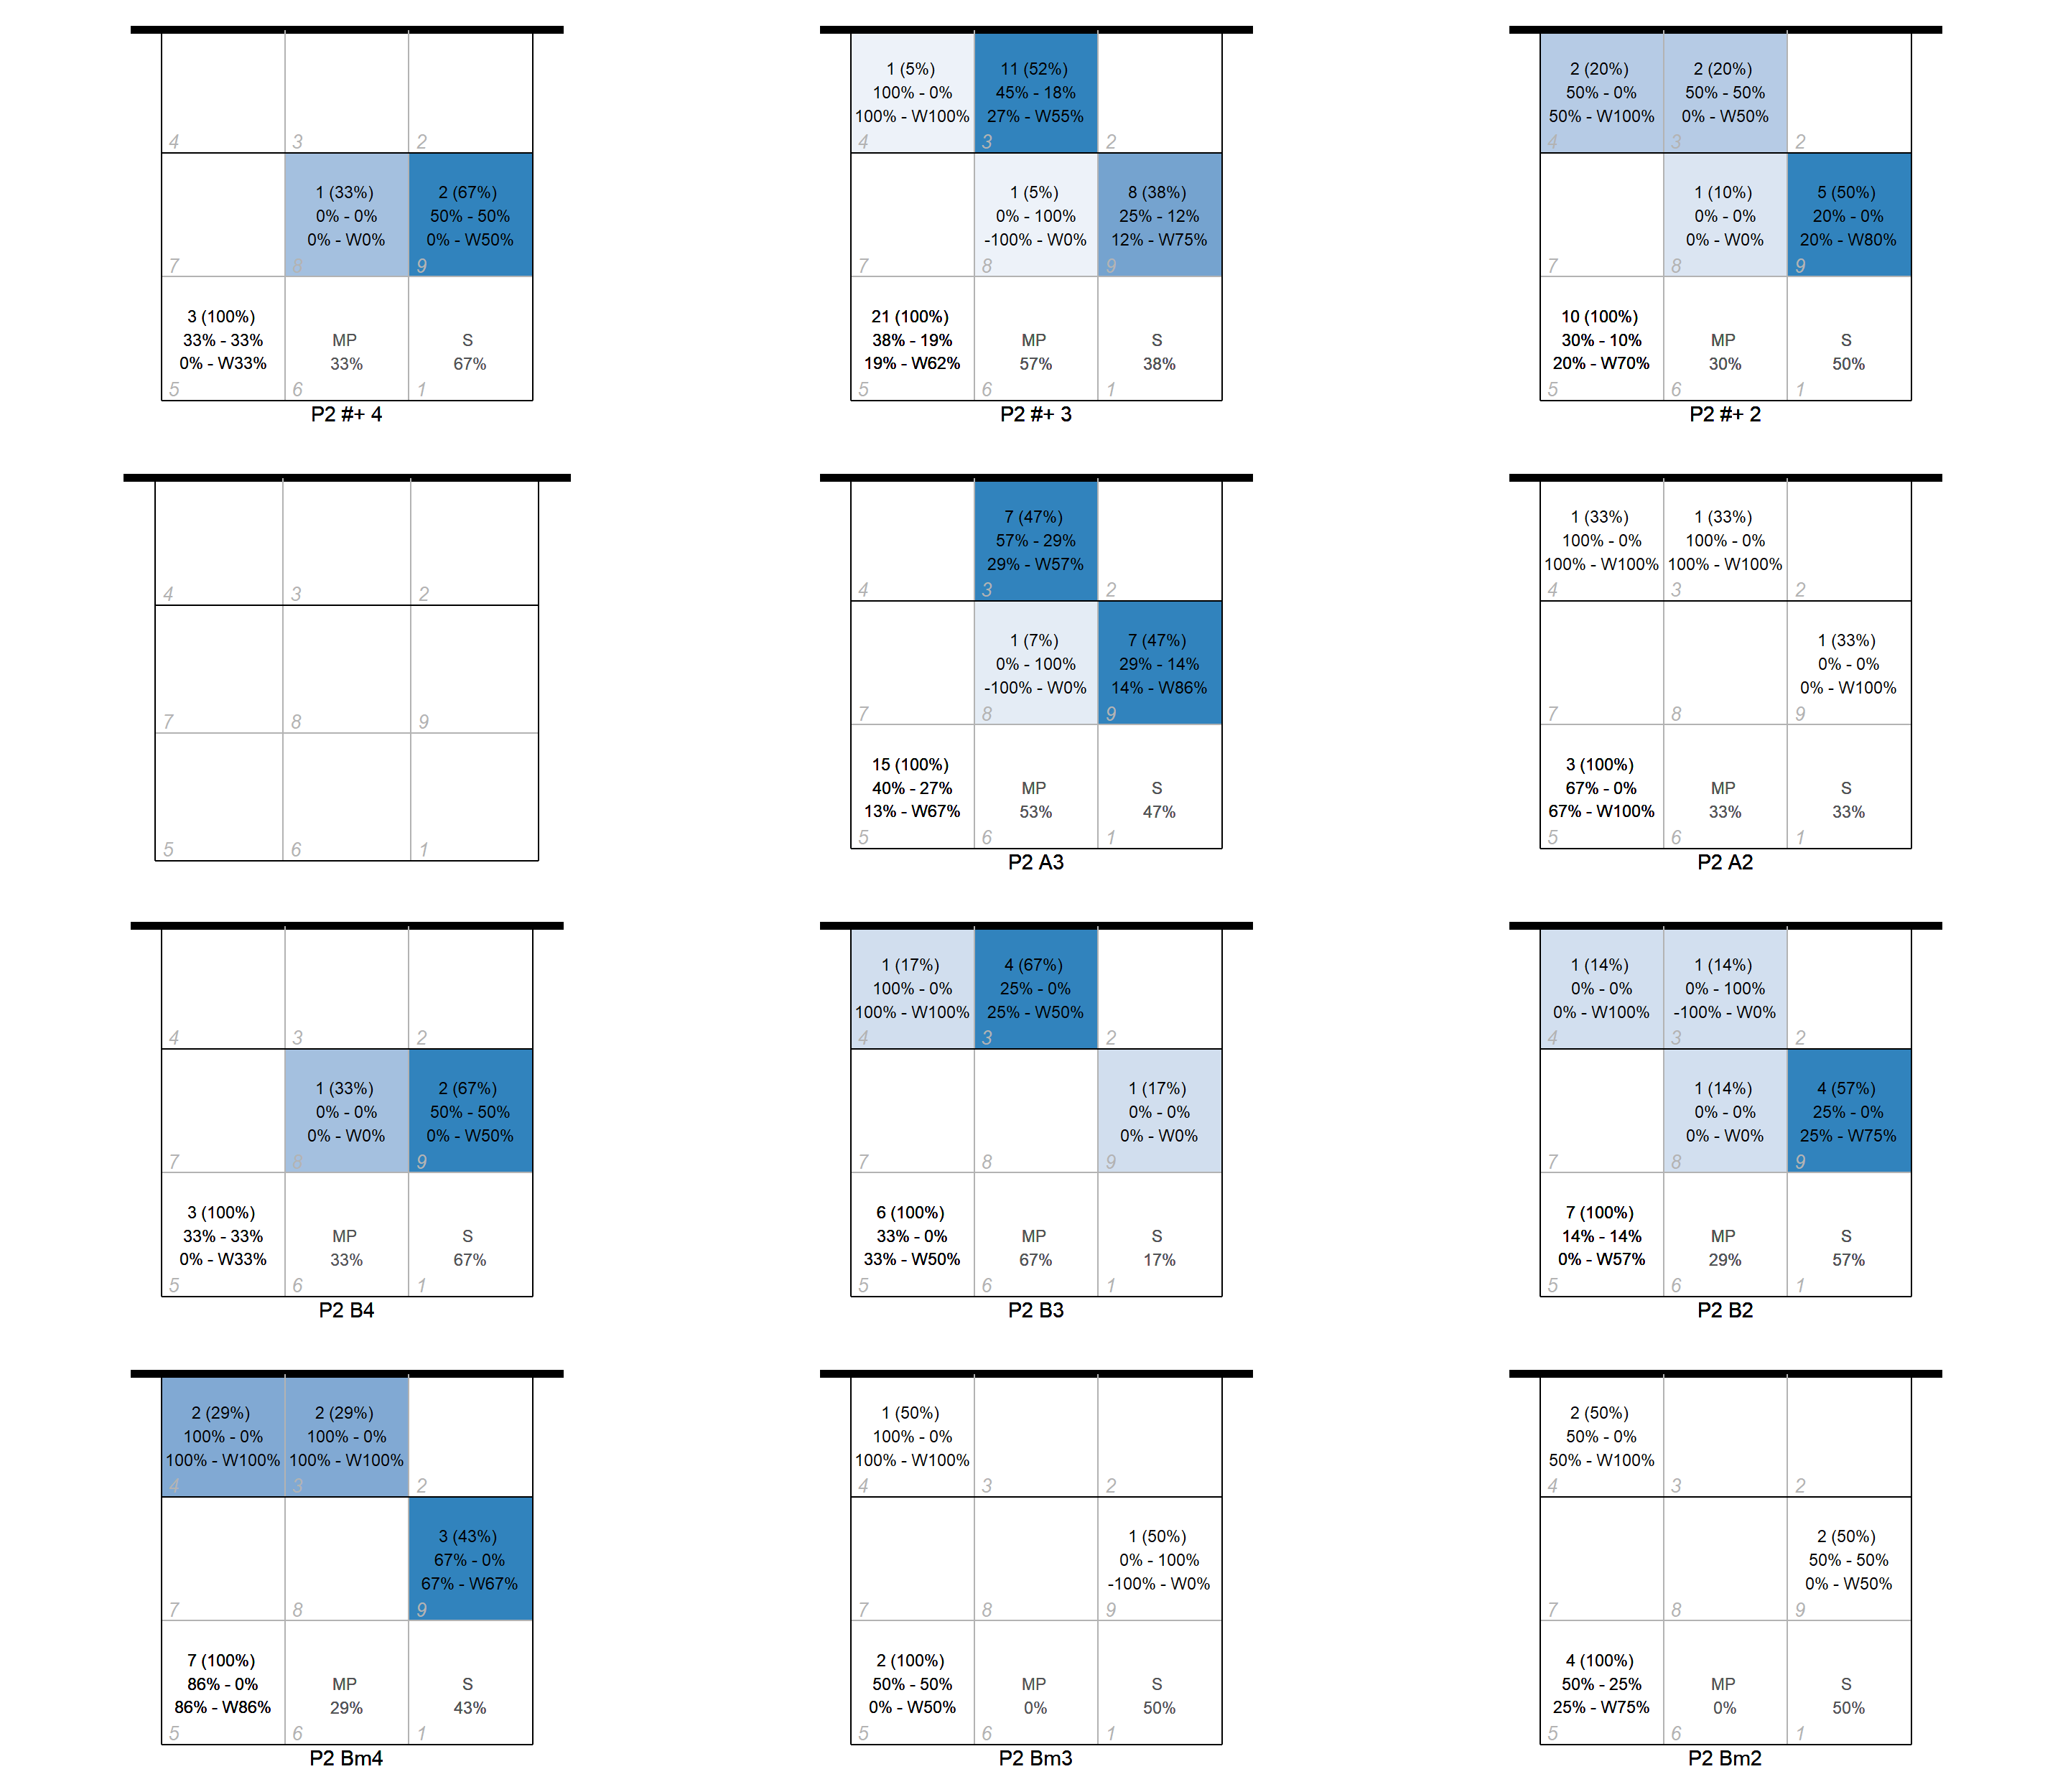 1 (5%)
100% - 0%
100% - W100%
11 (52%)
45% - 18%
27% - W55%
2 (20%)
50% - 0%
50% - W100%
2 (20%)
50% - 50%
0% - W50%
4
3
2
4
3
2
4
3
2
1 (33%)
0% - 0%
0% - W0%
2 (67%)
50% - 50%
0% - W50%
1 (5%)
0% - 100%
-100% - W0%
8 (38%)
25% - 12%
12% - W75%
1 (10%)
0% - 0%
0% - W0%
5 (50%)
20% - 0%
20% - W80%
7
8
9
7
8
9
7
8
9
3 (100%)
33% - 33%
0% - W33%
MP
33%
S
67%
21 (100%)
38% - 19%
19% - W62%
MP
57%
S
38%
10 (100%)
30% - 10%
20% - W70%
MP
30%
S
50%
5
6
1
5
6
1
5
6
1
P2 #+ 4
P2 #+ 3
P2 #+ 2
7 (47%)
57% - 29%
29% - W57%
1 (33%)
100% - 0%
100% - W100%
1 (33%)
100% - 0%
100% - W100%
4
3
2
4
3
2
4
3
2
1 (7%)
0% - 100%
-100% - W0%
7 (47%)
29% - 14%
14% - W86%
1 (33%)
0% - 0%
0% - W100%
7
8
9
7
8
9
7
8
9
15 (100%)
40% - 27%
13% - W67%
MP
53%
S
47%
3 (100%)
67% - 0%
67% - W100%
MP
33%
S
33%
5
6
1
5
6
1
5
6
1
P2 A3
P2 A2
1 (17%)
100% - 0%
100% - W100%
4 (67%)
25% - 0%
25% - W50%
1 (14%)
0% - 0%
0% - W100%
1 (14%)
0% - 100%
-100% - W0%
4
3
2
4
3
2
4
3
2
1 (33%)
0% - 0%
0% - W0%
2 (67%)
50% - 50%
0% - W50%
1 (17%)
0% - 0%
0% - W0%
1 (14%)
0% - 0%
0% - W0%
4 (57%)
25% - 0%
25% - W75%
7
8
9
7
8
9
7
8
9
3 (100%)
33% - 33%
0% - W33%
MP
33%
S
67%
6 (100%)
33% - 0%
33% - W50%
MP
67%
S
17%
7 (100%)
14% - 14%
0% - W57%
MP
29%
S
57%
5
6
1
5
6
1
5
6
1
P2 B4
P2 B3
P2 B2
2 (29%)
100% - 0%
100% - W100%
2 (29%)
100% - 0%
100% - W100%
1 (50%)
100% - 0%
100% - W100%
2 (50%)
50% - 0%
50% - W100%
4
3
2
4
3
2
4
3
2
3 (43%)
67% - 0%
67% - W67%
1 (50%)
0% - 100%
-100% - W0%
2 (50%)
50% - 50%
0% - W50%
7
8
9
7
8
9
7
8
9
7 (100%)
86% - 0%
86% - W86%
MP
29%
S
43%
2 (100%)
50% - 50%
0% - W50%
MP
0%
S
50%
4 (100%)
50% - 25%
25% - W75%
MP
0%
S
50%
5
6
1
5
6
1
5
6
1
P2 Bm4
P2 Bm3
P2 Bm2